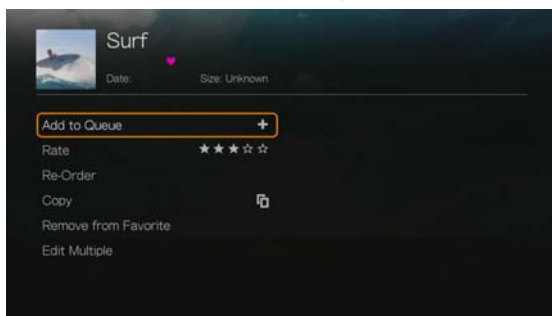 Surf
Date: Size: Unknown
Add to Queue
Rate
Re-Order
Copy
Remove from Favorite
Edit Multiple